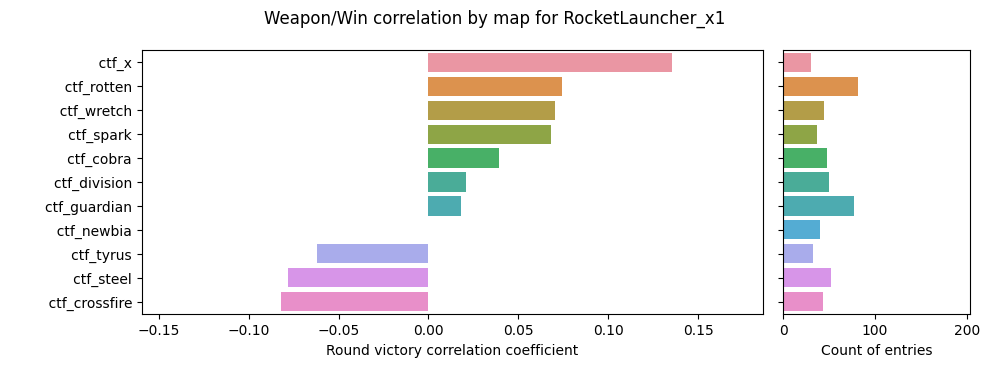 Weapon/Win correlation by map for RocketLauncher_x1
ctf_x
ctf_rotten
ctf_wretch
ctf_spark
ctf_cobra
ctf_division
ctf_guardian
ctf_newbia
ctf_tyrus
ctf_steel
ctf_crossfire
−0.15 −0.10 −0.05 0.00 0.05 0.10 0.15
Round victory correlation coefficient
0 100 200
Count of entries